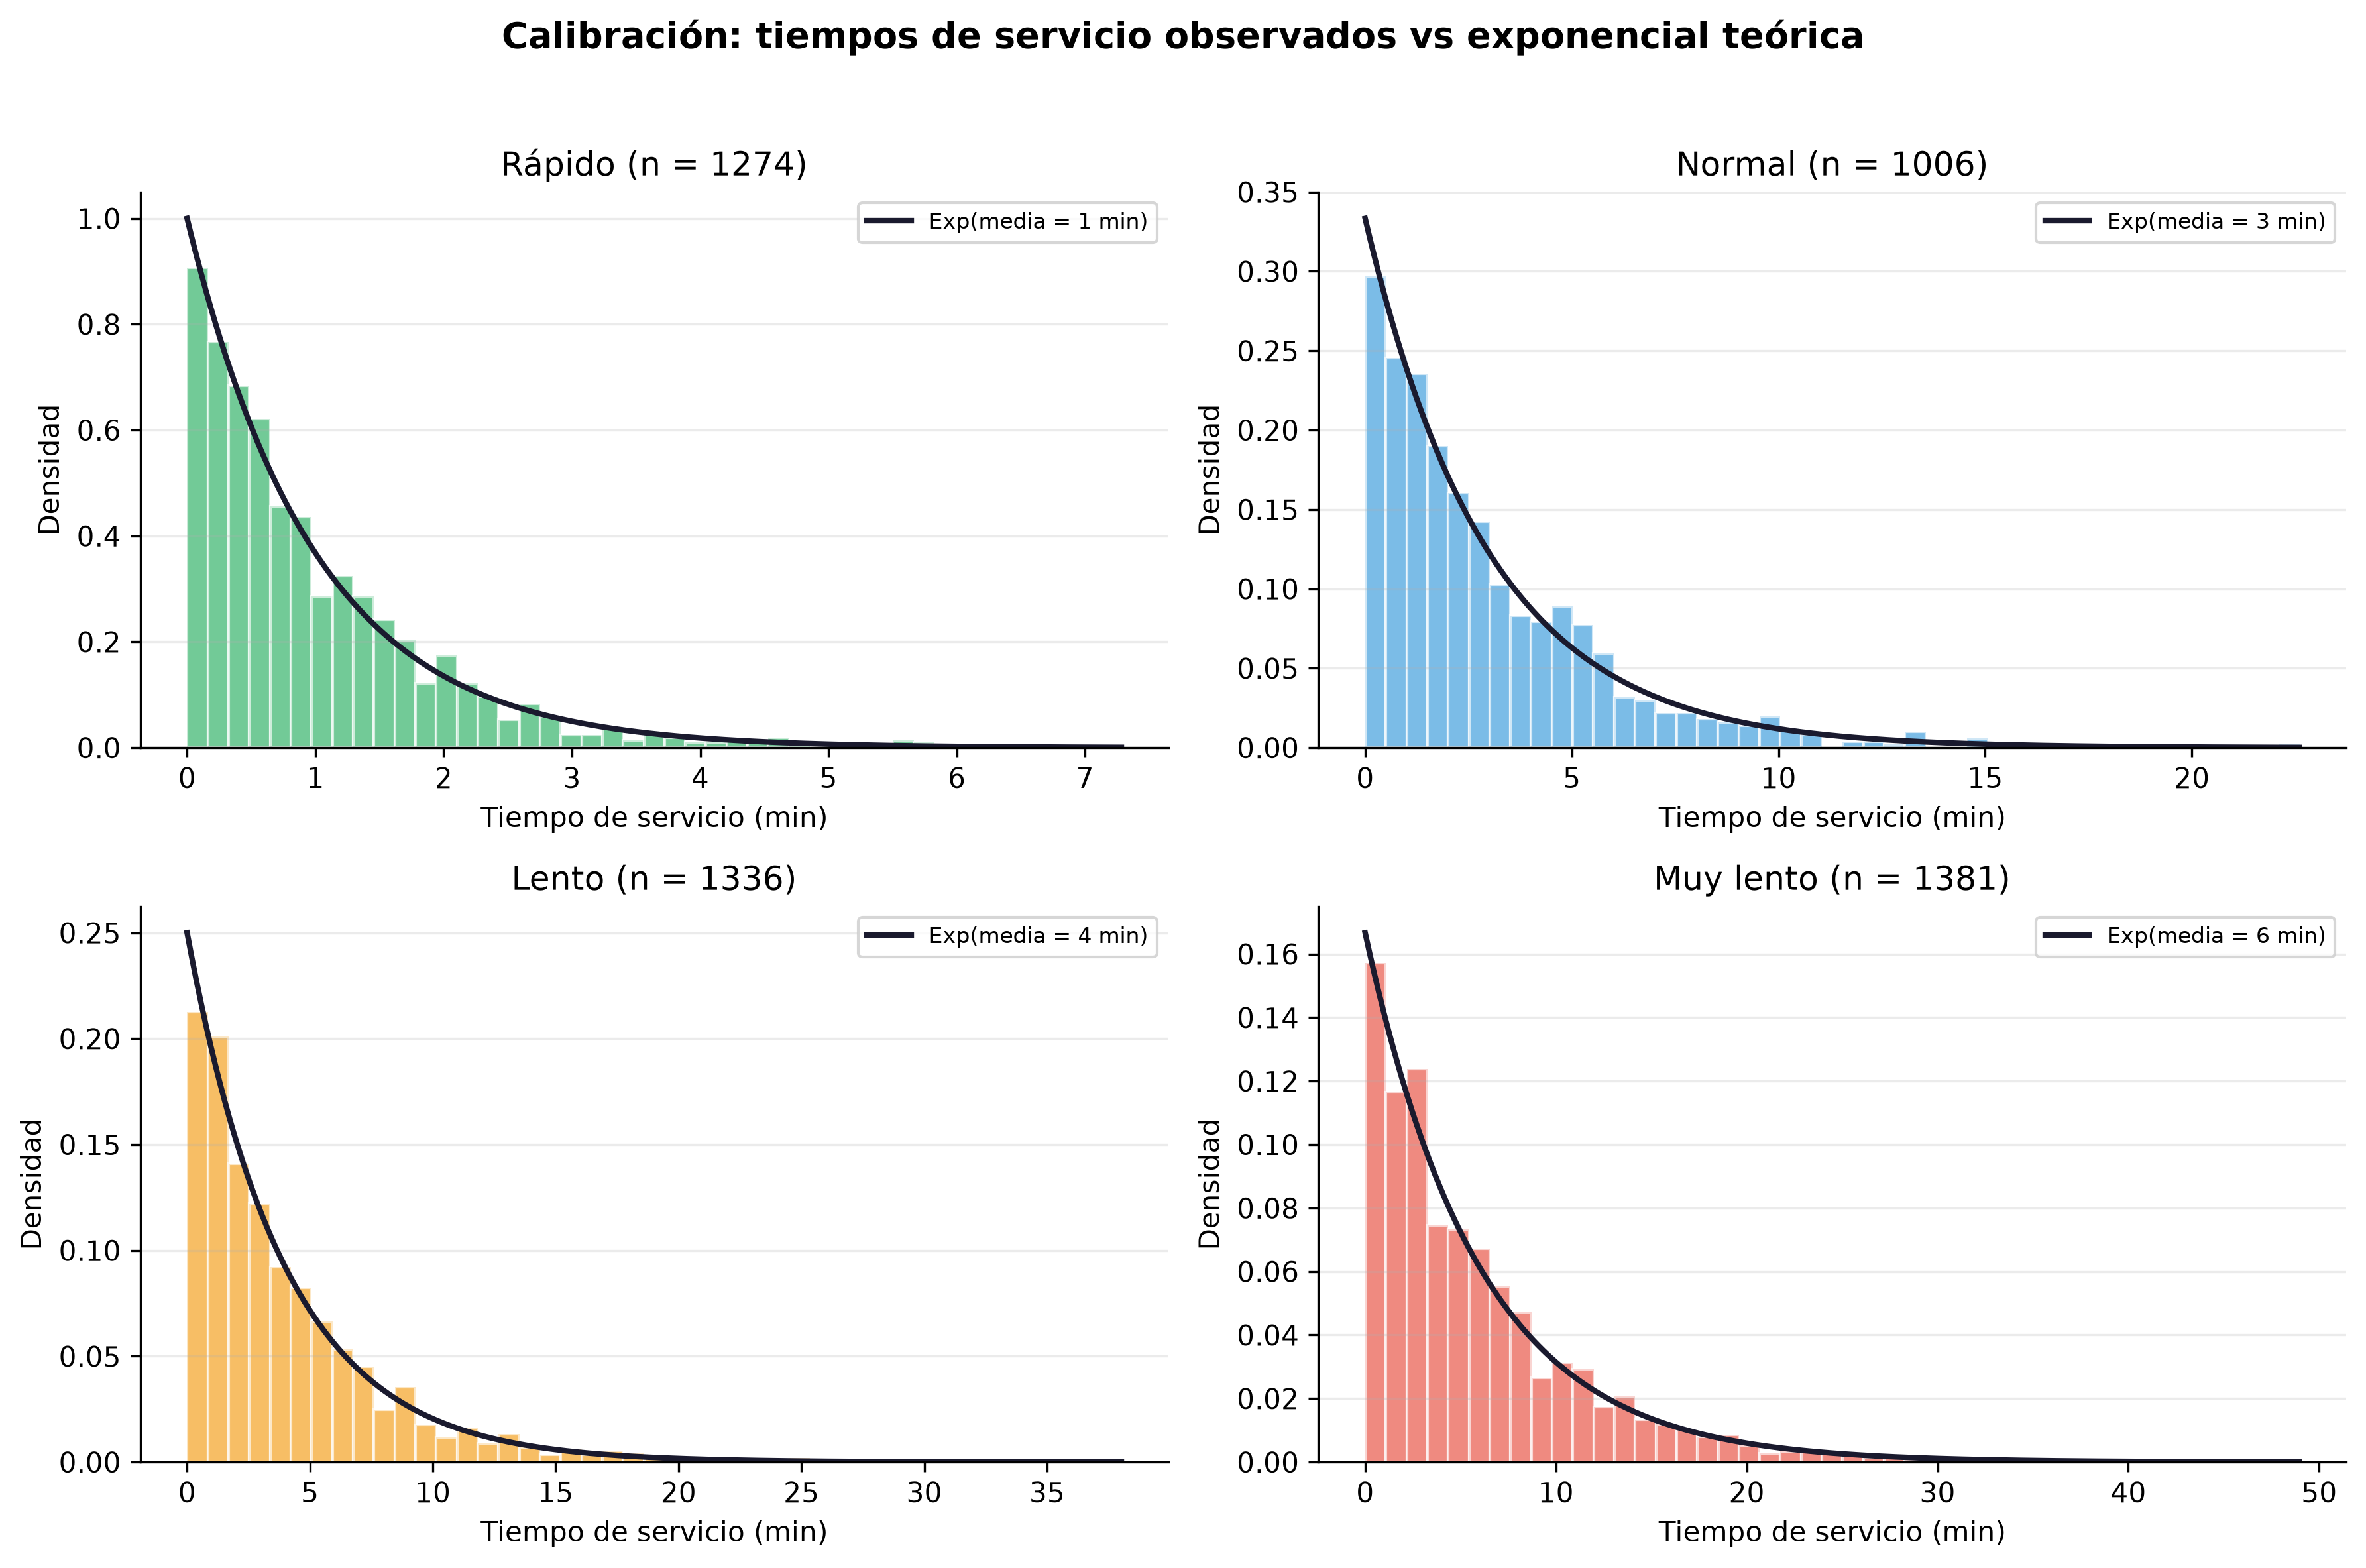 Calibración: tiempos de servicio observados vs exponencial teórica
Rápido (n = 1274)
Exp(media = 1 min)
Densidad
1.0
0.8
0.6
0.4
0.2
0.0
0 1 2 3 4 5 6 7
Tiempo de servicio (min)
Normal (n = 1006)
Exp(media = 3 min)
Densidad
0.35
0.30
0.25
0.20
0.15
0.10
0.05
0.00
0 5 10 15 20
Tiempo de servicio (min)
Lento (n = 1336)
Exp(media = 4 min)
Densidad
0.25
0.20
0.15
0.10
0.05
0.00
0 5 10 15 20 25 30 35
Tiempo de servicio (min)
Muy lento (n = 1381)
Exp(media = 6 min)
Densidad
0.16
0.14
0.12
0.10
0.08
0.06
0.04
0.02
0.00
0 10 20 30 40 50
Tiempo de servicio (min)